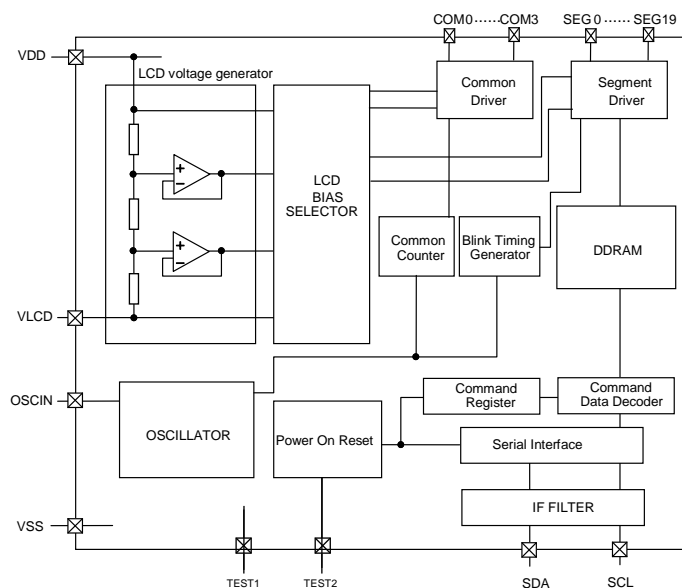 COM0 ······ COM3 SEG0 ······ SEG19
VDD
LCD voltage generator
Common
Driver
Segment
Driver
+
−
LCD
BIAS
SELECTOR
+
−
Common
Counter
Blink Timing
Generator
DDRAM
VLCD
OSCIN
OSCILLATOR
Power On Reset
Command
Register
Command
Data Decoder
Serial Interface
IF FILTER
VSS
TEST1
TEST2
SDA
SCL